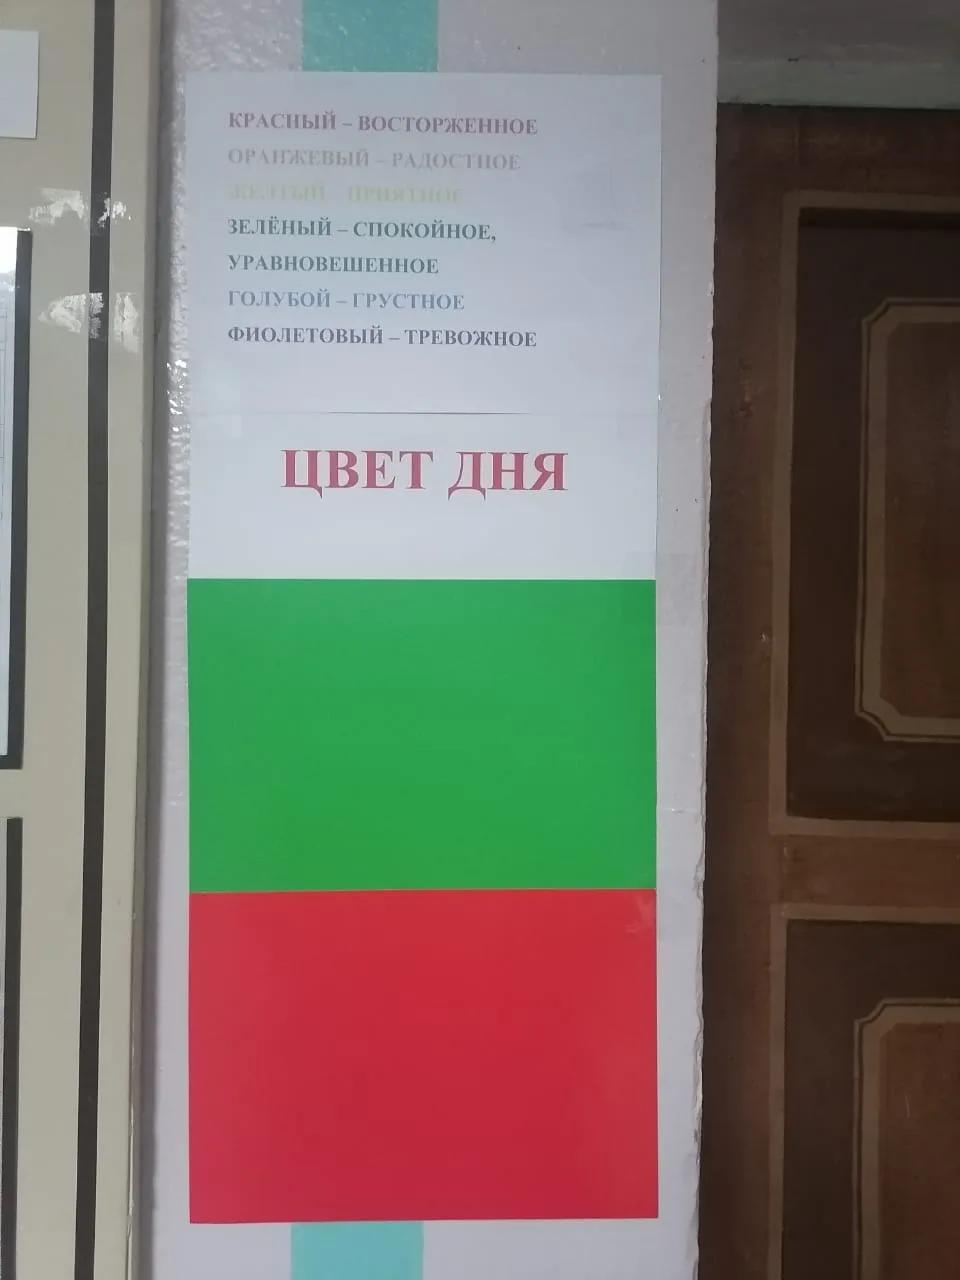 КРАСНЫЙ – ВОСТОРЖЕННОЕ
ОРАНЖЕВЫЙ – РАДОСТНОЕ
ЖЕЛТЫЙ – ПРИЯТНОЕ
ЗЕЛЁНЫЙ – СПОКОЙНОЕ,
УРАВНОВЕШЕННОЕ
ГОЛУБОЙ – ГРУСТНОЕ
ФИОЛЕТОВЫЙ – ТРЕВОЖНОЕ
ЦВЕТ ДНЯ